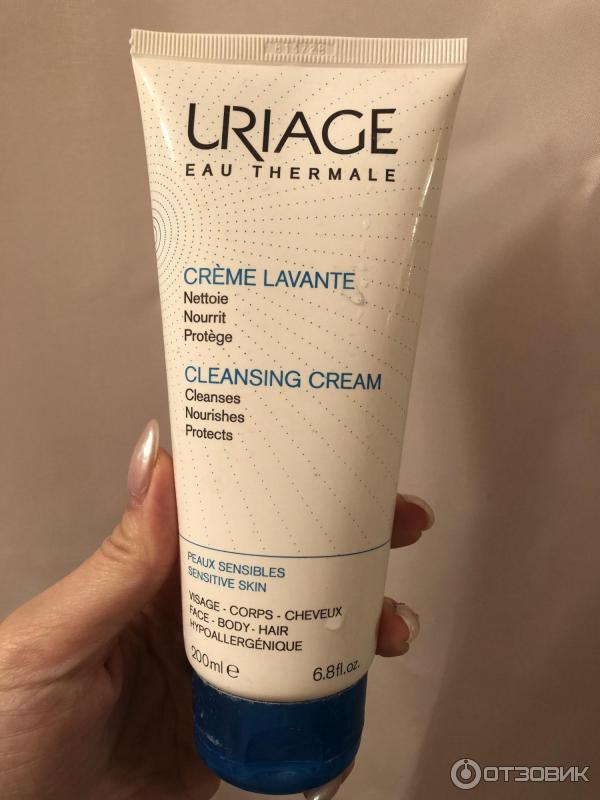 URIAGE
EAU THERMALE
CRÈME LAVANTE
Nettoie
Nourrit
Protège
CLEANSING CREAM
Cleanses
Nourishes
Protects
PEAUX SENSIBLES
SENSITIVE SKIN
VISAGE - CORPS - CHEVEUX
FACE - BODY - HAIR
HYPOALLERGÉNIQUE
200ml e 6.8fl.oz.
ОТЗОВИК